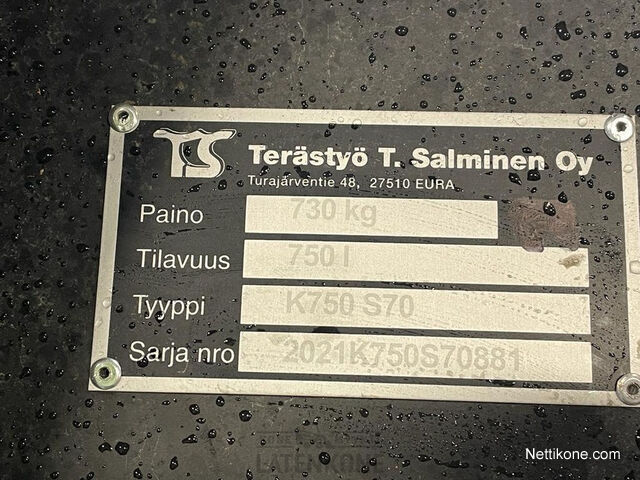 TS Terästyö T. Salminen Oy
Turajärventie 48, 27510 EURA
Paino 730 kg
Tilavuus 750 l
Tyyppi K750 S70
Sarja nro 2021K750S70881
LATENKONE
Nettikone.com